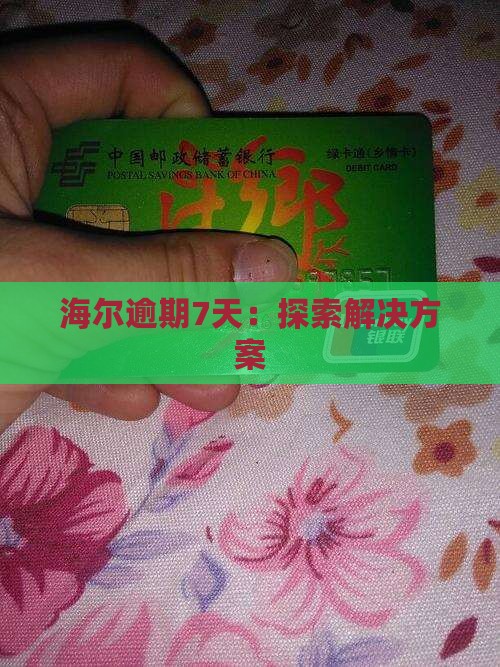 中国邮政储蓄银行
POSTAL SAVINGS BANK OF CHINA
绿卡通(乡情卡)
DEBIT CARD
乡
海尔逾期7天：探索解决方
案
银联